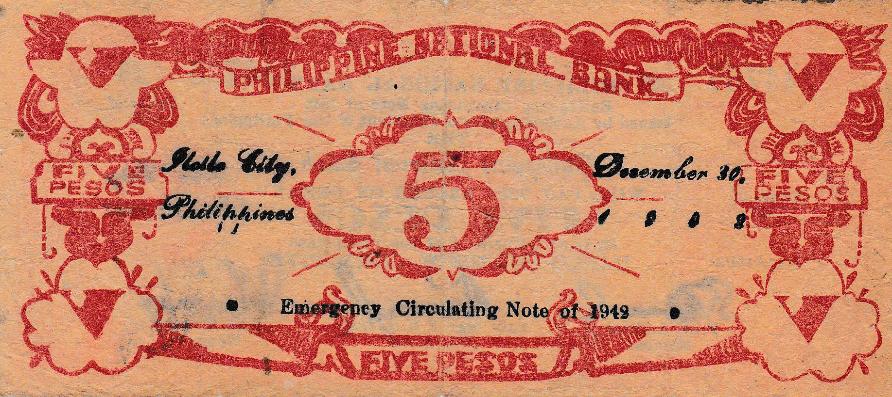 PHILIPPINE NATIONAL BANK
V
V
FIVE
PESOS
Iloilo City,
Philippines
5
December 30,
FIVE
PESOS
Emergency Circulating Note of 1942
V
V
FIVE PESOS